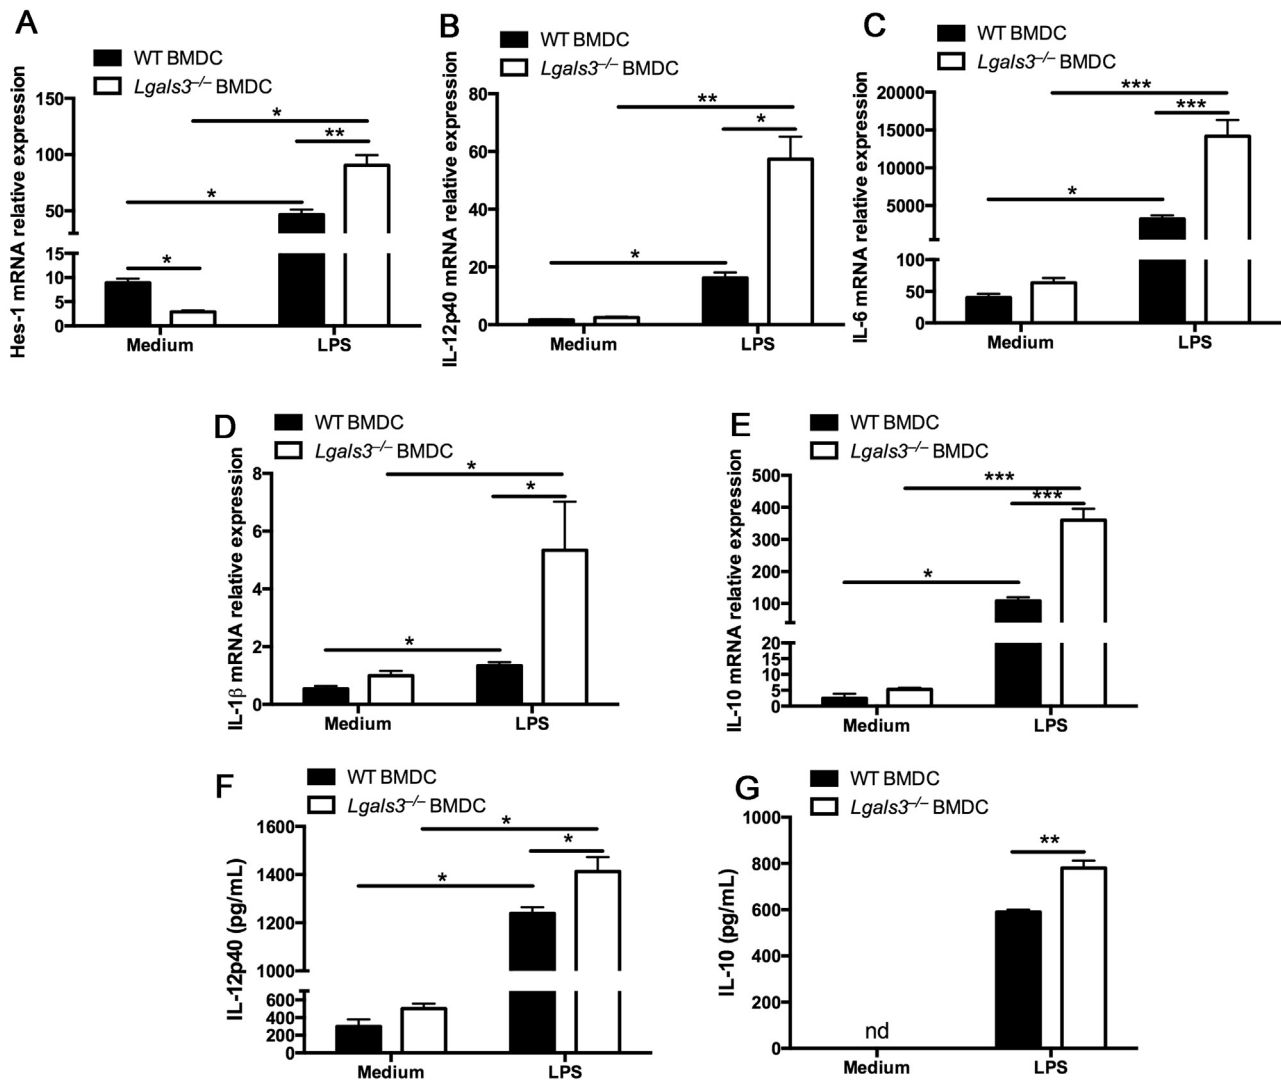 A
WT BMDC
Lgals3–/– BMDC
Hes-1 mRNA relative expression
150
100
50
15
10
5
0
*
**
*
*
Medium
LPS
B
WT BMDC
Lgals3–/– BMDC
IL-12p40 mRNA relative expression
80
60
40
20
0
**
*
*
Medium
LPS
C
WT BMDC
Lgals3–/– BMDC
IL-6 mRNA relative expression
20000
15000
10000
5000
100
50
0
***
***
*
Medium
LPS
D
WT BMDC
Lgals3–/– BMDC
IL-1β mRNA relative expression
8
6
4
2
0
*
*
*
Medium
LPS
E
WT BMDC
Lgals3–/– BMDC
IL-10 mRNA relative expression
500
400
300
200
100
20
15
10
5
0
***
***
*
Medium
LPS
F
WT BMDC
Lgals3–/– BMDC
IL-12p40 (pg/mL)
1600
1400
1200
1000
600
400
200
0
*
*
*
Medium
LPS
G
WT BMDC
Lgals3–/– BMDC
IL-10 (pg/mL)
1000
800
600
400
200
0
**
nd
Medium
LPS